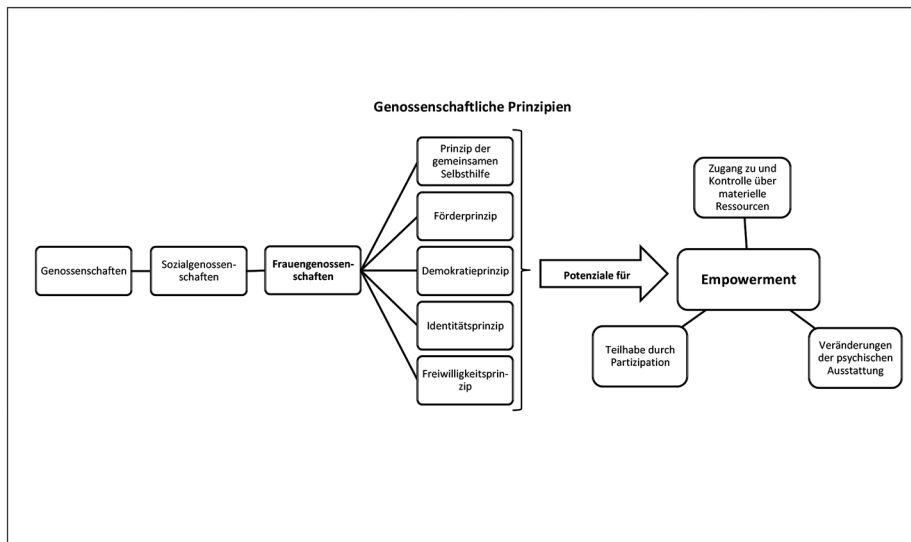 Genossenschaftliche Prinzipien
Genossenschaften
Sozialgenossen-
schaften
Frauengenossen-
schaften
Prinzip der
gemeinsamen
Selbsthilfe
Förderprinzip
Demokratieprinzip
Identitätsprinzip
Freiwilligkeitsprin-
zip
Potenziale für
Zugang zu und
Kontrolle über
materielle
Ressourcen
Empowerment
Teilhabe durch
Partizipation
Veränderungen
der psychischen
Ausstattung